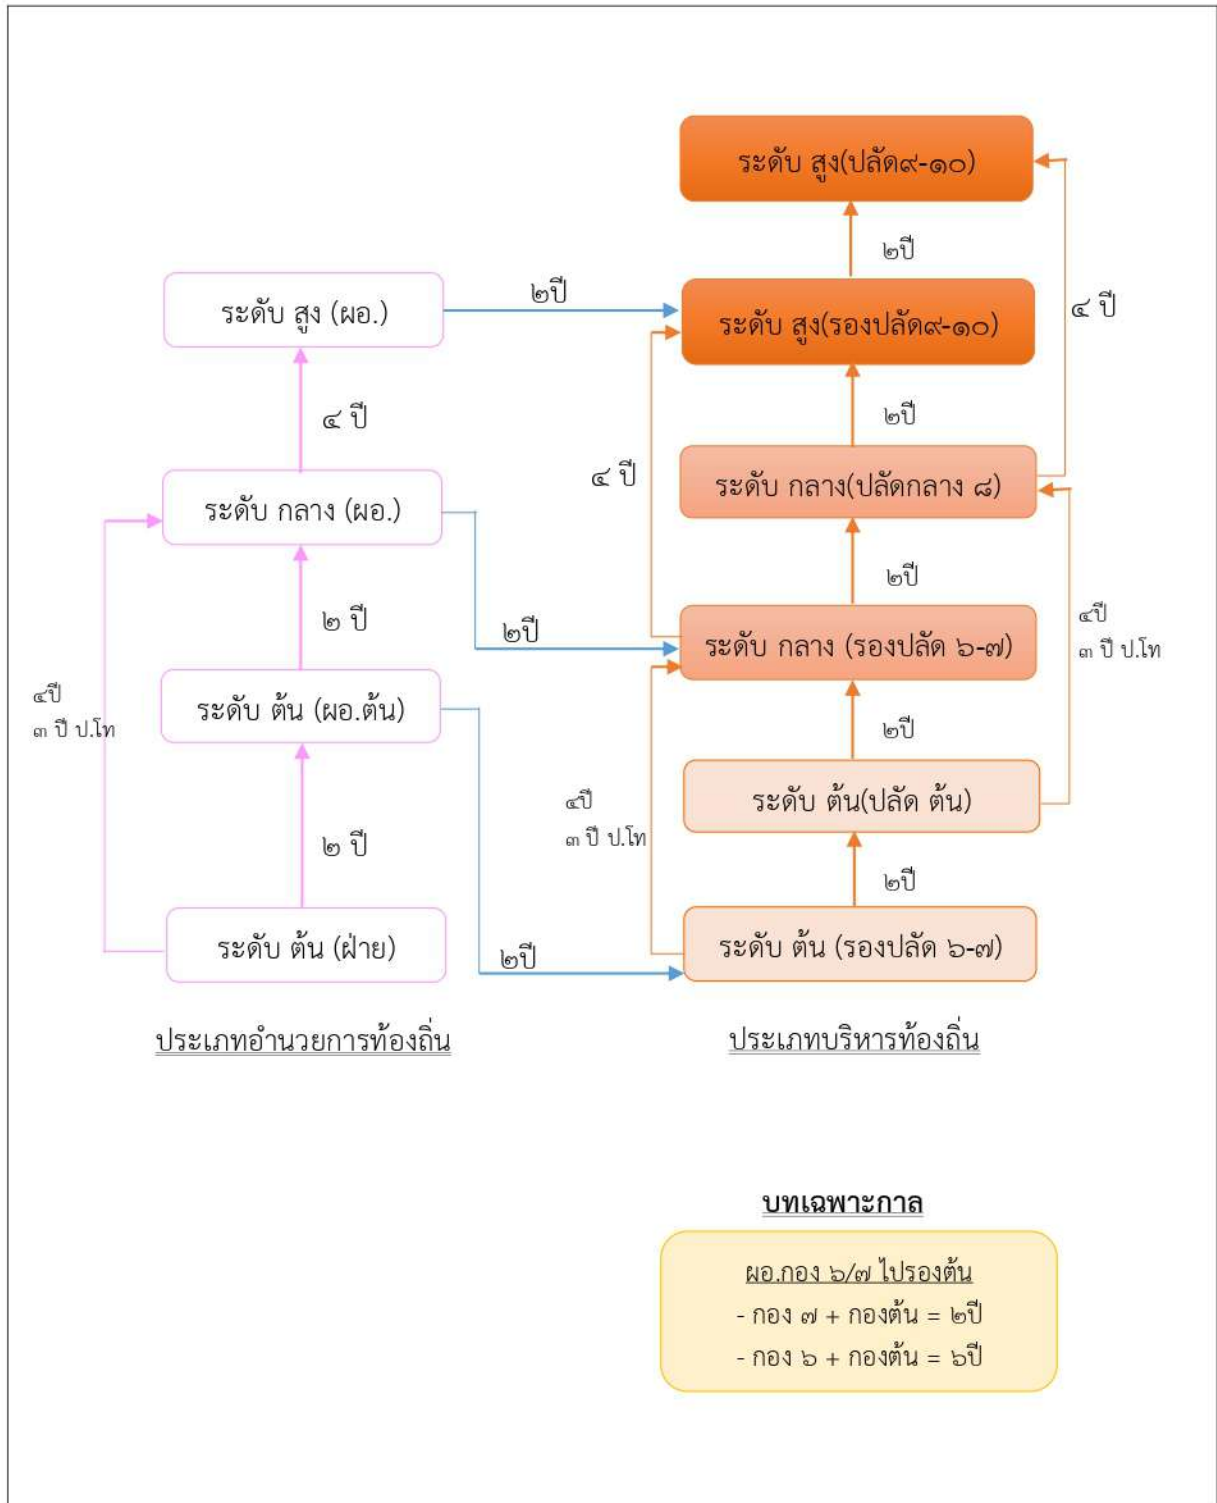 ระดับ สูง(ปลัด๙-๑๐)
๒ปี
๔ ปี
ระดับ สูง (ผอ.)
๒ปี
ระดับ สูง(รองปลัด๙-๑๐)
๔ ปี
๒ปี
๔ ปี
ระดับ กลาง (ผอ.)
ระดับ กลาง(ปลัดกลาง ๘)
๒ ปี
๒ปี
๒ปี
ระดับ กลาง (รองปลัด ๖-๗)
๔ปี
๓ ปี ป.โท
๔ปี
๓ ปี ป.โท
ระดับ ต้น (ผอ.ต้น)
๒ปี
๒ ปี
๔ปี
๓ ปี ป.โท
ระดับ ต้น(ปลัด ต้น)
๒ปี
ระดับ ต้น (ฝ่าย)
๒ปี
ระดับ ต้น (รองปลัด ๖-๗)
ประเภทอำนวยการท้องถิ่น
ประเภทบริหารท้องถิ่น
บทเฉพาะกาล
ผอ.กอง ๖/๗ ไปรองต้น
- กอง ๗ + กองต้น = ๒ปี
- กอง ๖ + กองต้น = ๖ปี